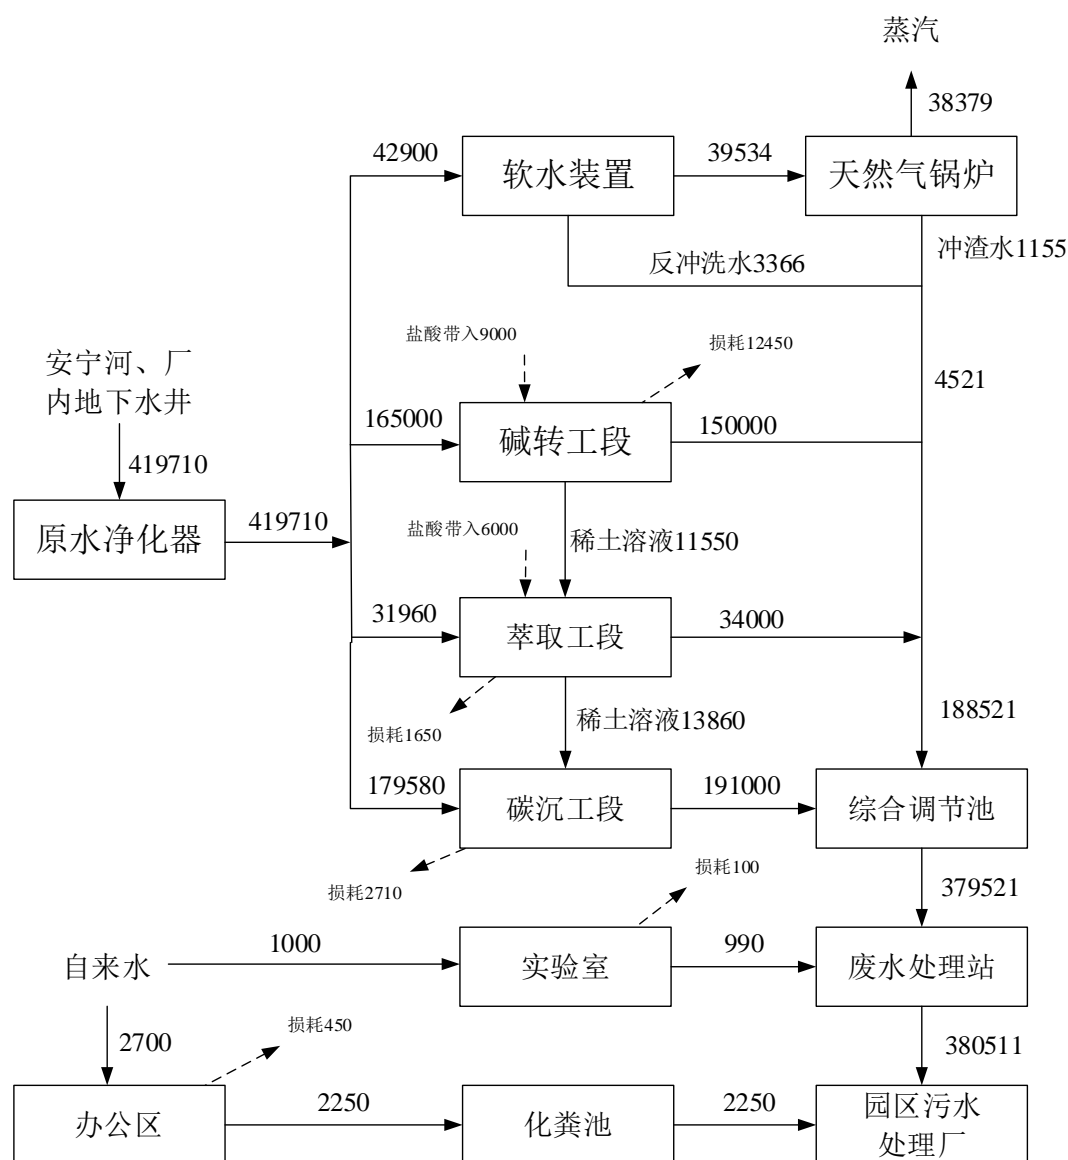 蒸汽
38379
42900
软水装置
39534
天然气锅炉
冲渣水1155
反冲洗水3366
盐酸带入9000
损耗12450
安宁河、厂
内地下水井
4521
165000
碱转工段
150000
419710
原水净化器
419710
盐酸带入6000
稀土溶液11550
31960
萃取工段
34000
损耗1650
稀土溶液13860
188521
179580
碳沉工段
191000
综合调节池
损耗2710
损耗100
379521
自来水
1000
实验室
990
废水处理站
2700
损耗450
380511
办公区
2250
化粪池
2250
园区污水
处理厂